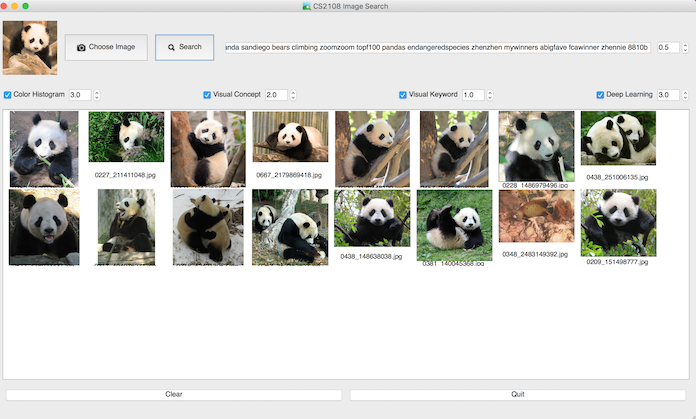 CS2108 Image Search
Choose Image
Search
anda sandiego bears climbing zoomzoom topf100 pandas endangeredspecies zhenzhen mywinners abigfave fcawinner zhennie 8810b
0.5
Color Histogram 3.0
Visual Concept 2.0
Visual Keyword 1.0
Deep Learning 3.0
0227_211411048.jpg
0667_2179869418.jpg
0228_1486979496.jpg
0438_251006135.jpg
0438_148638038.jpg
0381_140045368.jpg
0348_2483149392.jpg
0209_151498777.jpg
Clear
Quit